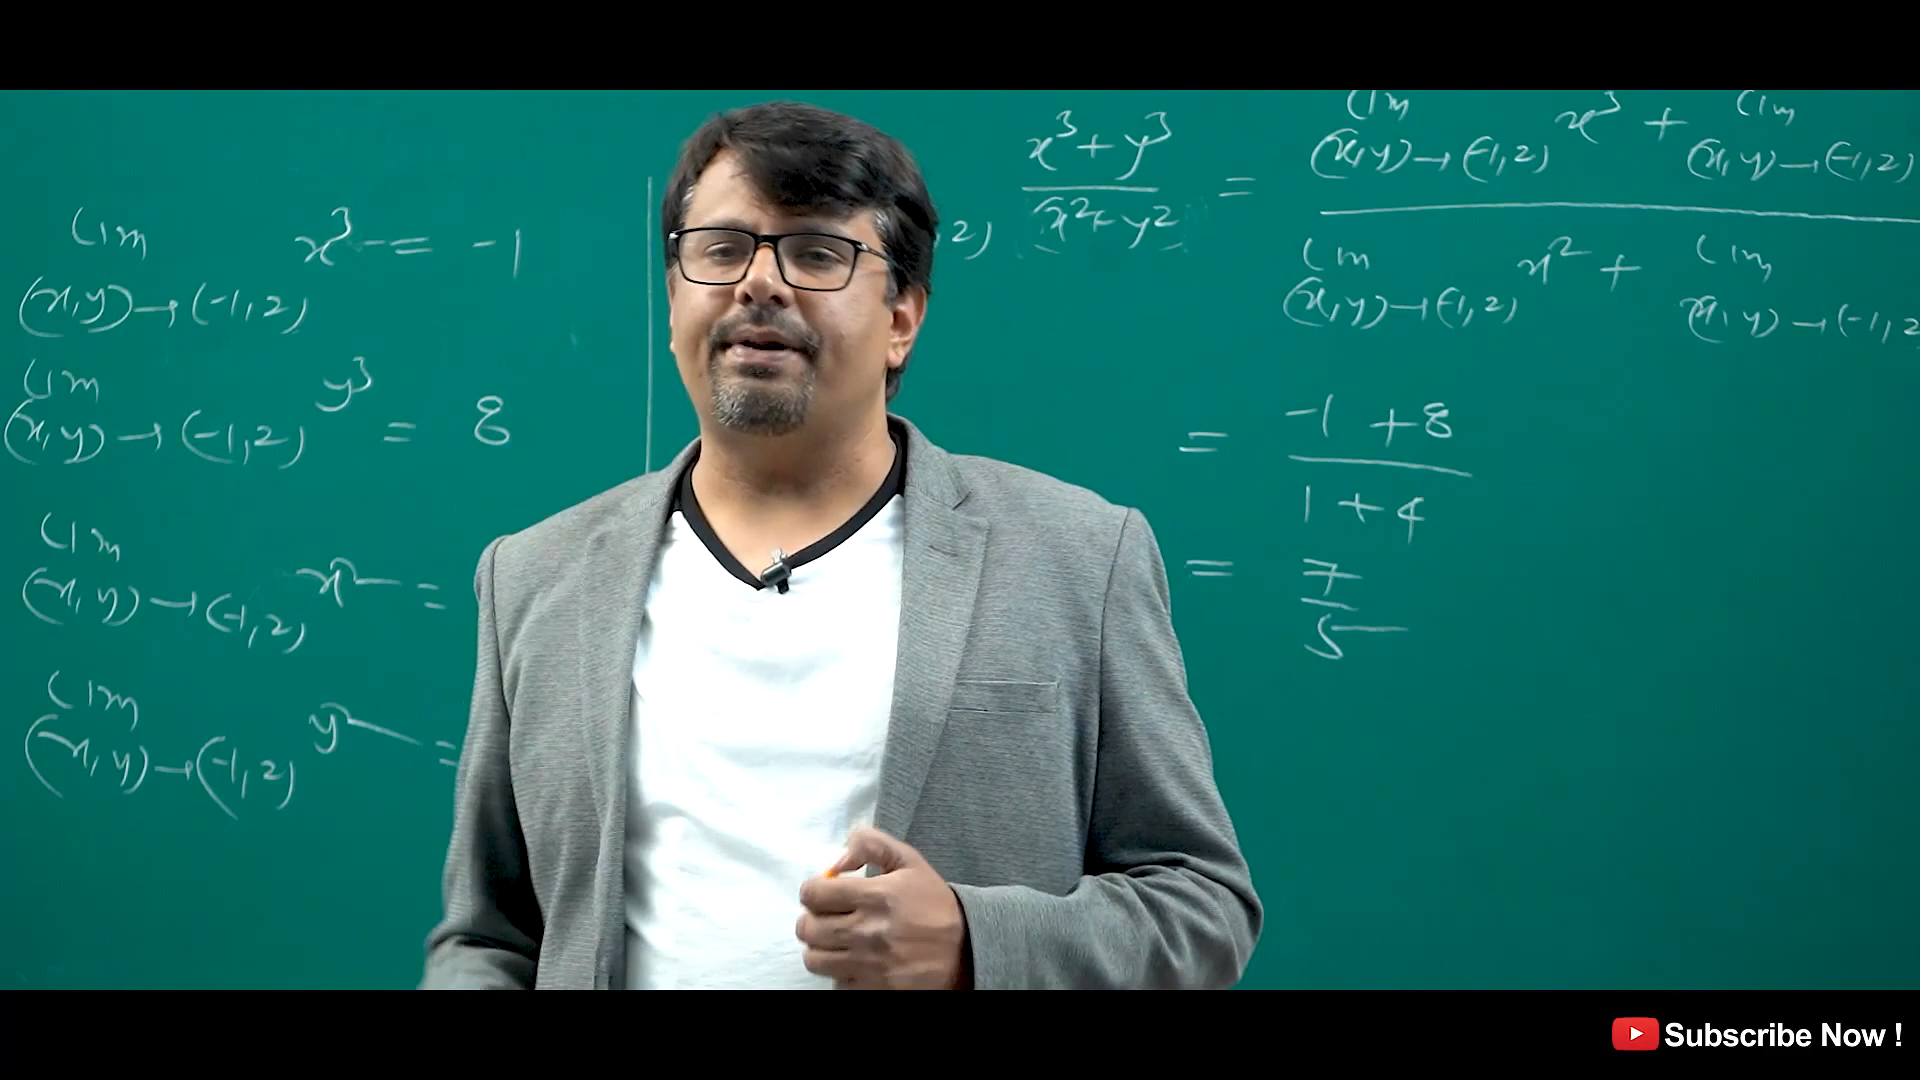 lim
x³ = -1
(x,y)→(-1,2)
lim
y³
(x,y)→(-1,2) = 8
lim
x² =
(x,y)→(-1,2)
lim
y² =
(x,y)→(-1,2)
,2)
x³+y³
x²+y²
=
lim x³ + lim
(x,y)→(-1,2) (x,y)→(-1,2)
lim x² + lim
(x,y)→(-1,2) (x,y)→(-1,2
= -1 +8
1 + 4
= 7
5
Subscribe Now !